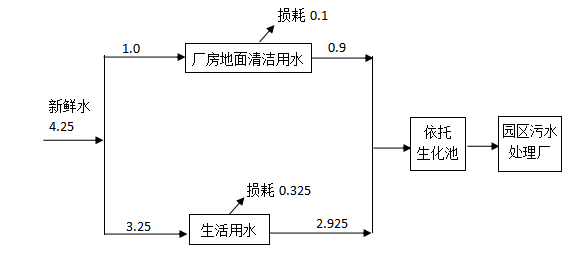 损耗 0.1
1.0
厂房地面清洁用水
0.9
新鲜水
4.25
依托
生化池
园区污水
处理厂
损耗 0.325
3.25
生活用水
2.925